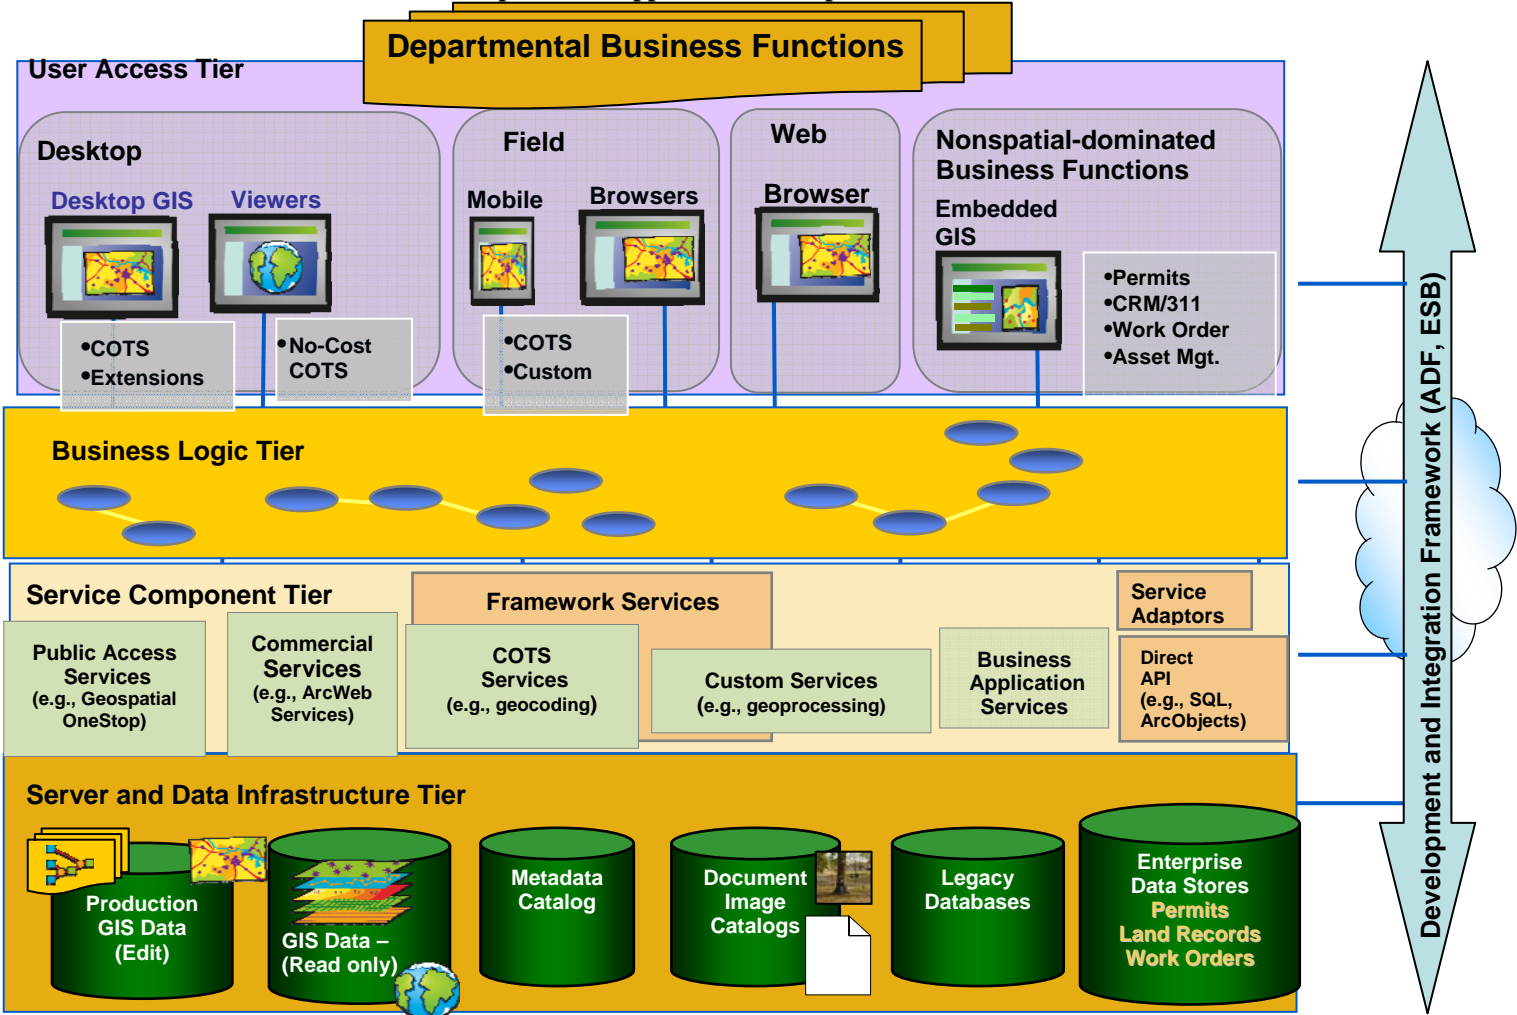 Departmental Business Functions
User Access Tier
Desktop
Desktop GIS
Viewers
•COTS
•Extensions
•No-Cost
COTS
Field
Mobile
Browsers
•COTS
•Custom
Web
Browser
Nonspatial-dominated
Business Functions
Embedded
GIS
•Permits
•CRM/311
•Work Order
•Asset Mgt.
Business Logic Tier
Service Component Tier
Public Access
Services
(e.g., Geospatial
OneStop)
Commercial
Services
(e.g., ArcWeb
Services)
Framework Services
COTS
Services
(e.g., geocoding)
Custom Services
(e.g., geoprocessing)
Business
Application
Services
Service
Adaptors
Direct
API
(e.g., SQL,
ArcObjects)
Server and Data Infrastructure Tier
Production
GIS Data
(Edit)
GIS Data –
(Read only)
Metadata
Catalog
Document
Image
Catalogs
Legacy
Databases
Enterprise
Data Stores
Permits
Land Records
Work Orders
Development and Integration Framework (ADF, ESB)